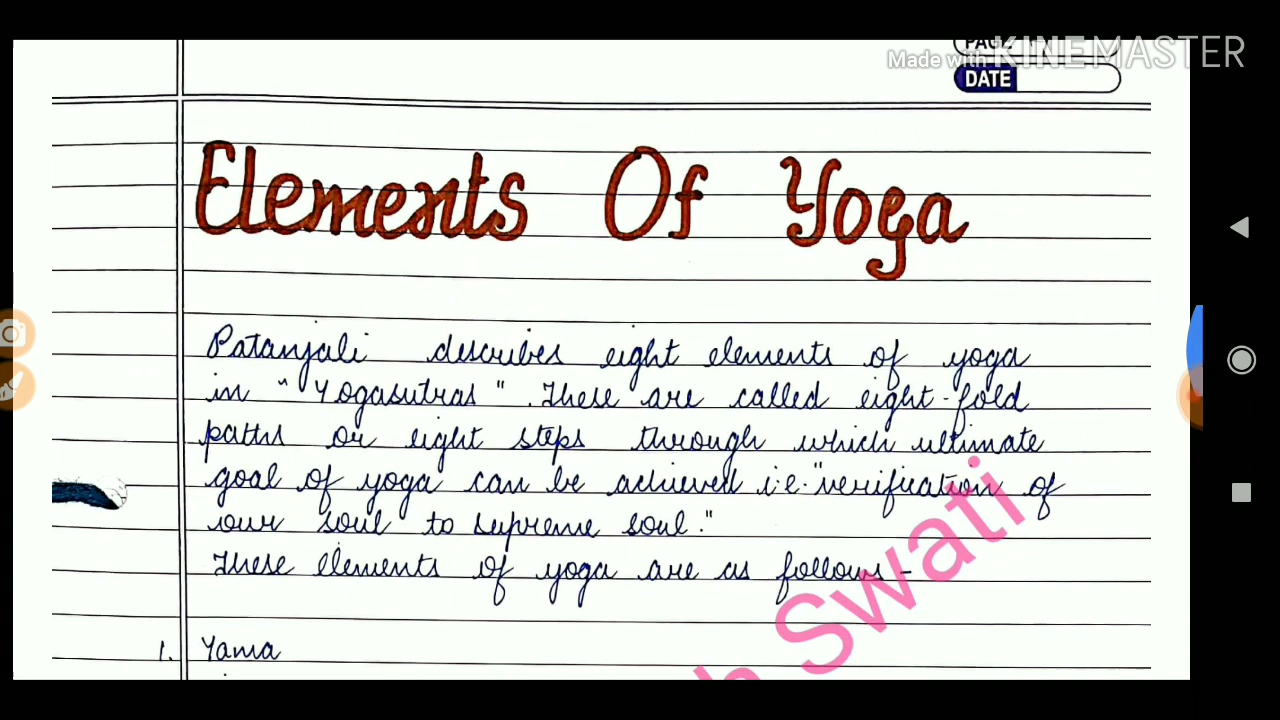 PAGE
Made with KINEMASTER
DATE
Elements Of Yoga
Patanjali describes eight elements of yoga
in "Yogasutras". These are called eight-fold
paths or eight steps through which ultimate
goal of yoga can be achieved i.e. "verification of
our soul to supreme soul."
These elements of yoga are as follows-
1. Yama
h Swati